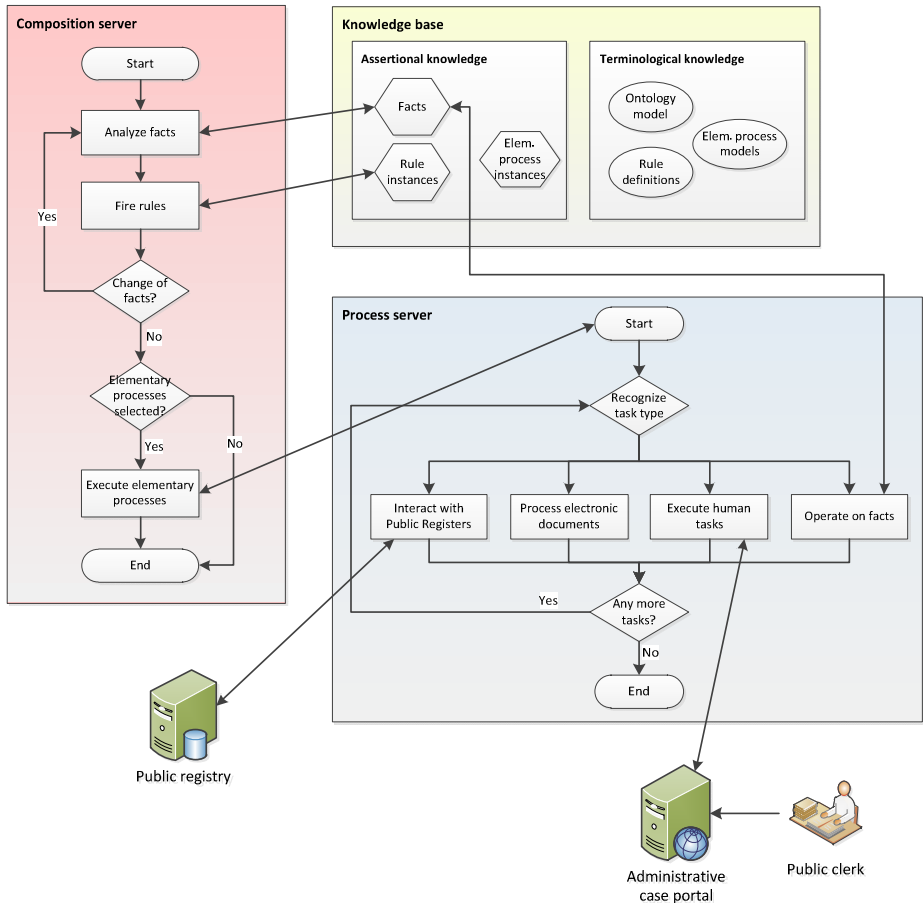 Composition server
Start
Analyze facts
Fire rules
Yes
Change of
facts?
No
Elementary
processes
selected?
Yes
No
Execute elementary
processes
End
Knowledge base
Assertional knowledge
Facts
Rule
instances
Elem.
process
instances
Terminological knowledge
Ontology
model
Elem. process
models
Rule
definitions
Process server
Start
Recognize
task type
Interact with
Public Registers
Process electronic
documents
Execute human
tasks
Operate on facts
Yes
Any more
tasks?
No
End
Public registry
Administrative
case portal
Public clerk